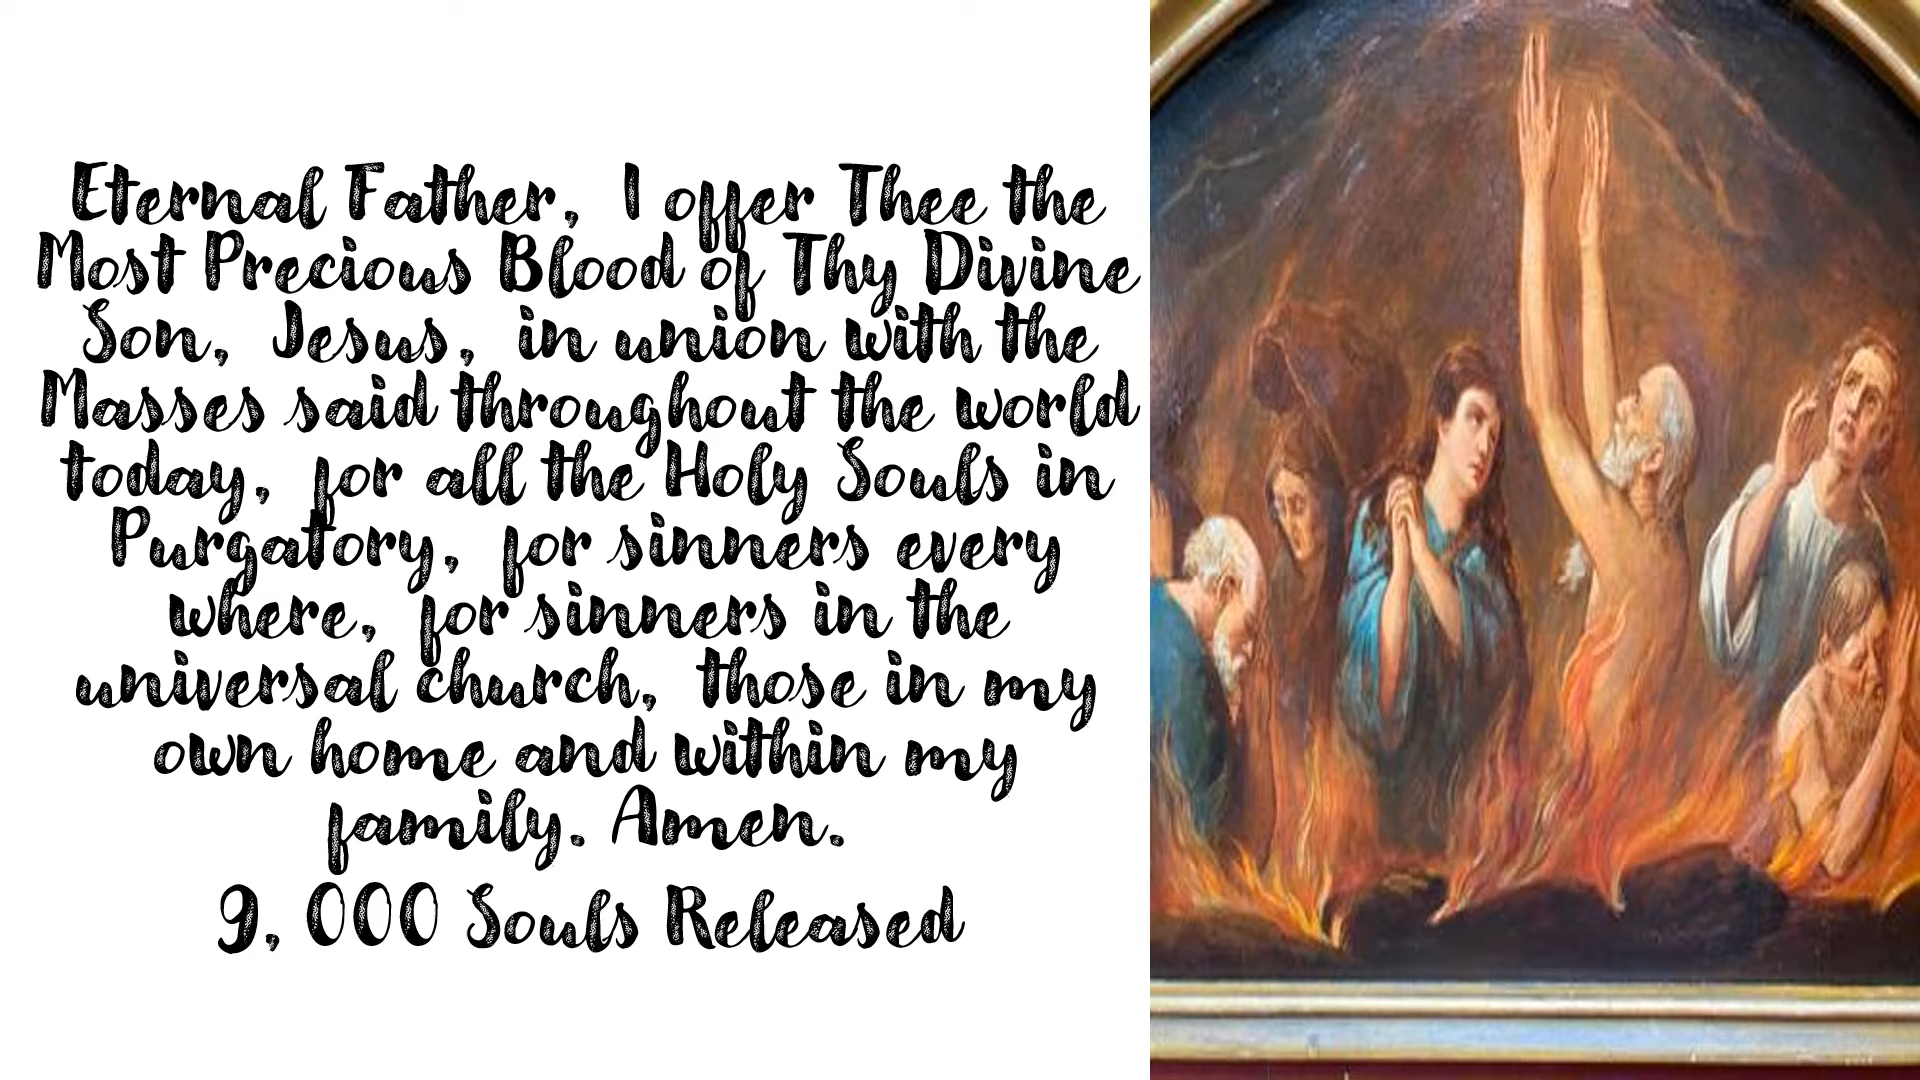 Eternal Father, I offer Thee the
Most Precious Blood of Thy Divine
Son, Jesus, in union with the
Masses said throughout the world
today, for all the Holy Souls in
Purgatory, for sinners every
where, for sinners in the
universal church, those in my
own home and within my
family. Amen.
9, 000 Souls Released